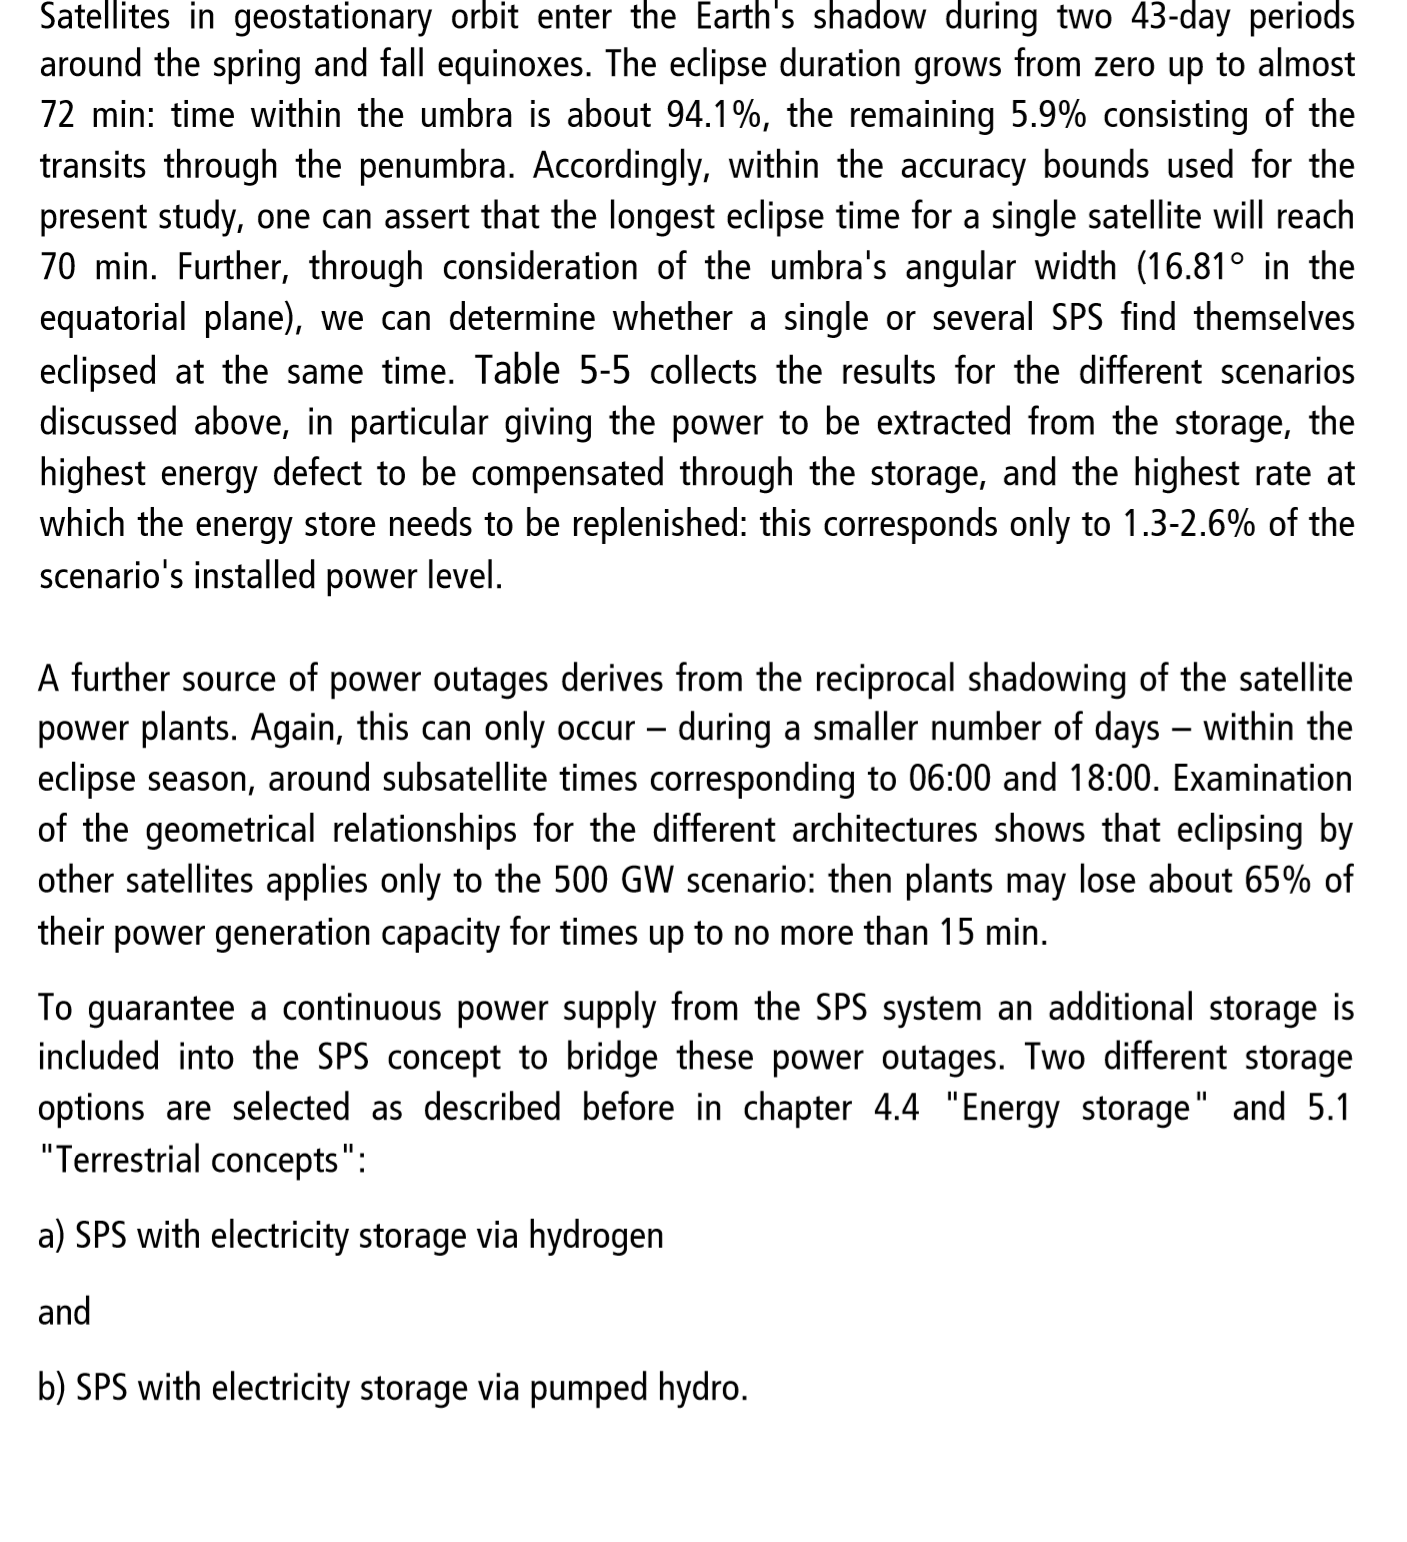 Satellites in geostationary orbit enter the Earth's shadow during two 43-day periods
around the spring and fall equinoxes. The eclipse duration grows from zero up to almost
72 min: time within the umbra is about 94.1%, the remaining 5.9% consisting of the
transits through the penumbra. Accordingly, within the accuracy bounds used for the
present study, one can assert that the longest eclipse time for a single satellite will reach
70 min. Further, through consideration of the umbra's angular width (16.81° in the
equatorial plane), we can determine whether a single or several SPS find themselves
eclipsed at the same time. Table 5-5 collects the results for the different scenarios
discussed above, in particular giving the power to be extracted from the storage, the
highest energy defect to be compensated through the storage, and the highest rate at
which the energy store needs to be replenished: this corresponds only to 1.3-2.6% of the
scenario's installed power level.
A further source of power outages derives from the reciprocal shadowing of the satellite
power plants. Again, this can only occur – during a smaller number of days – within the
eclipse season, around subsatellite times corresponding to 06:00 and 18:00. Examination
of the geometrical relationships for the different architectures shows that eclipsing by
other satellites applies only to the 500 GW scenario: then plants may lose about 65% of
their power generation capacity for times up to no more than 15 min.
To guarantee a continuous power supply from the SPS system an additional storage is
included into the SPS concept to bridge these power outages. Two different storage
options are selected as described before in chapter 4.4 "Energy storage" and 5.1
"Terrestrial concepts":
a) SPS with electricity storage via hydrogen
and
b) SPS with electricity storage via pumped hydro.